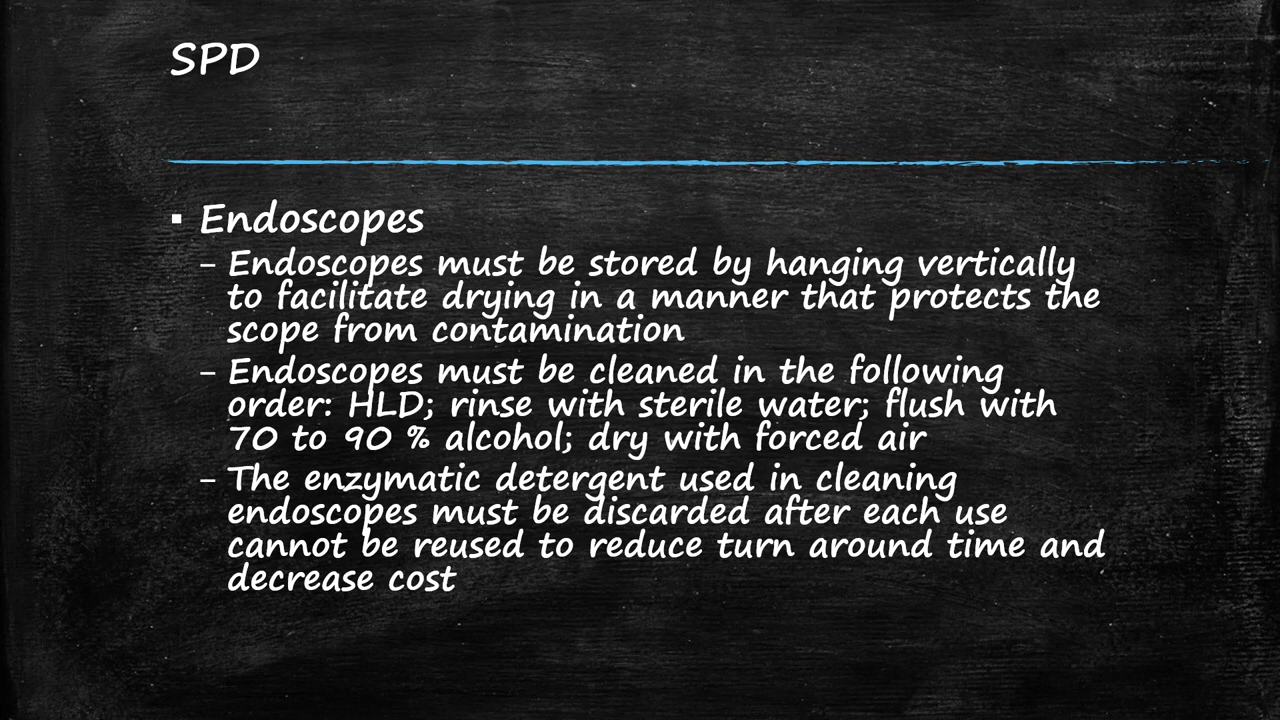 SPD
▪ Endoscopes
– Endoscopes must be stored by hanging vertically
to facilitate drying in a manner that protects the
scope from contamination
– Endoscopes must be cleaned in the following
order: HLD; rinse with sterile water; flush with
70 to 90 % alcohol; dry with forced air
– The enzymatic detergent used in cleaning
endoscopes must be discarded after each use
cannot be reused to reduce turn around time and
decrease cost